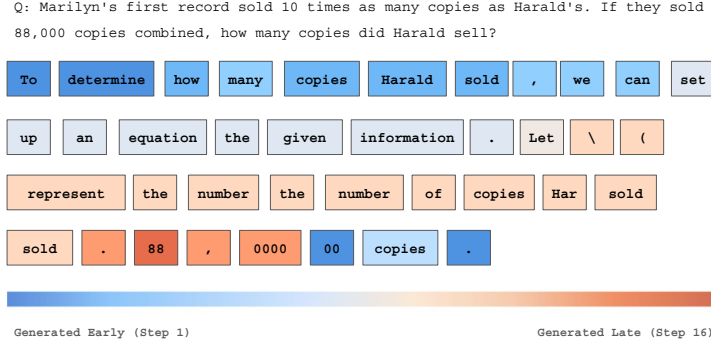 Q: Marilyn's first record sold 10 times as many copies as Harald's. If they sold
88,000 copies combined, how many copies did Harald sell?
To determine how many copies Harald sold , we can set
up an equation the given information . Let \ (
represent the number the number of copies Har sold
sold . 88 , 0000 00 copies .
Generated Early (Step 1) Generated Late (Step 16)